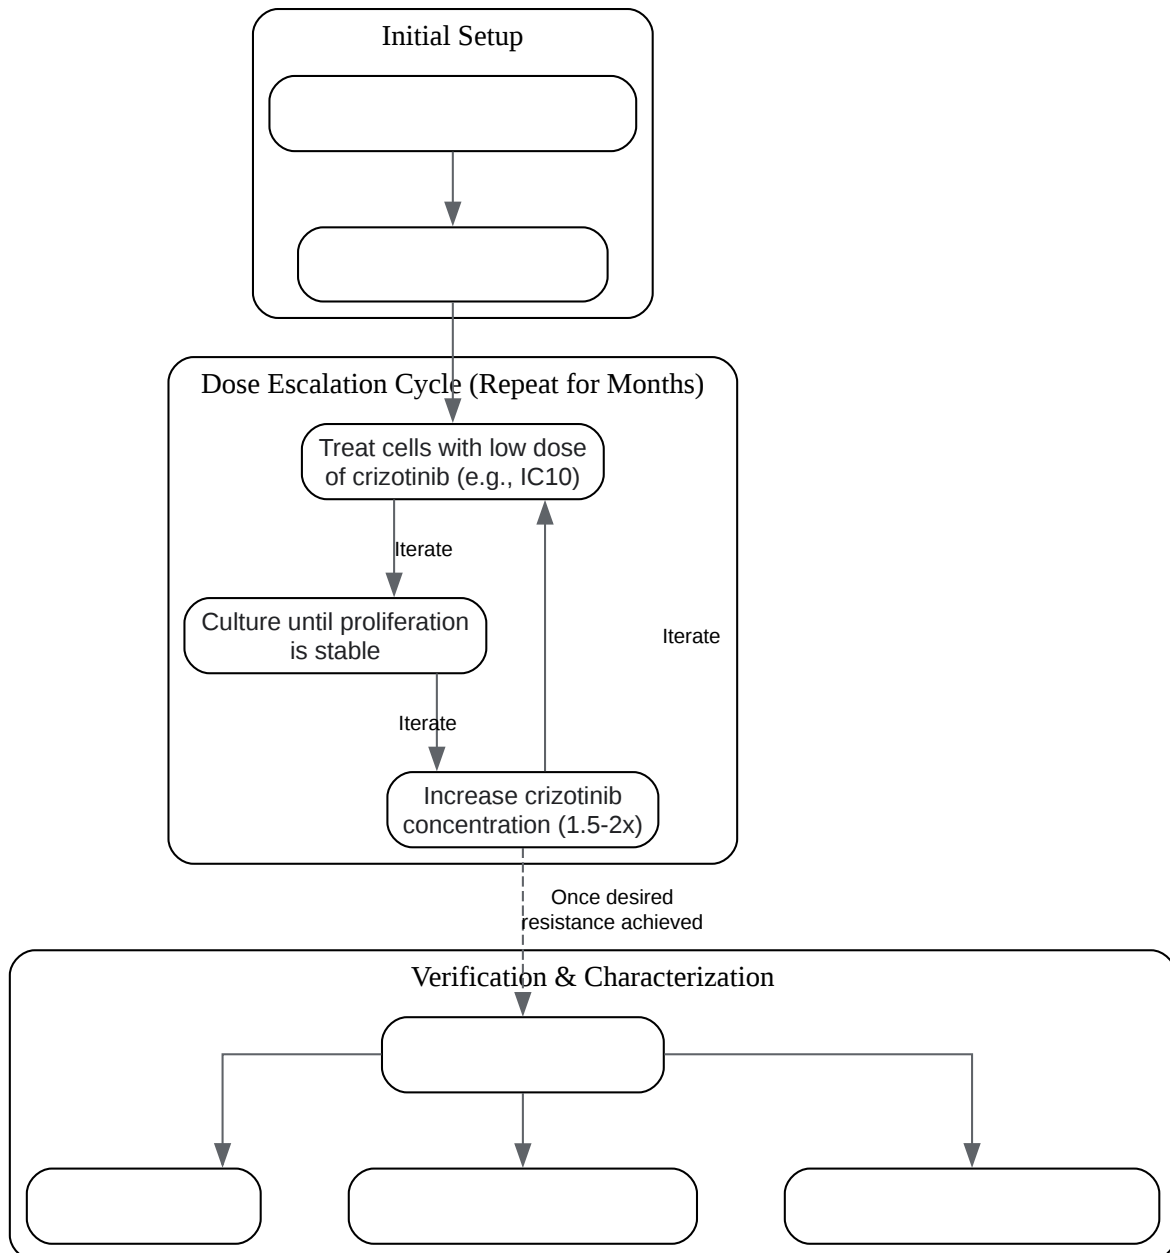 Initial Setup
Dose Escalation Cycle (Repeat for Months)
Treat cells with low dose
of crizotinib (e.g., IC10)
Iterate
Culture until proliferation
is stable
Iterate
Iterate
Increase crizotinib
concentration (1.5-2x)
Once desired
resistance achieved
Verification & Characterization